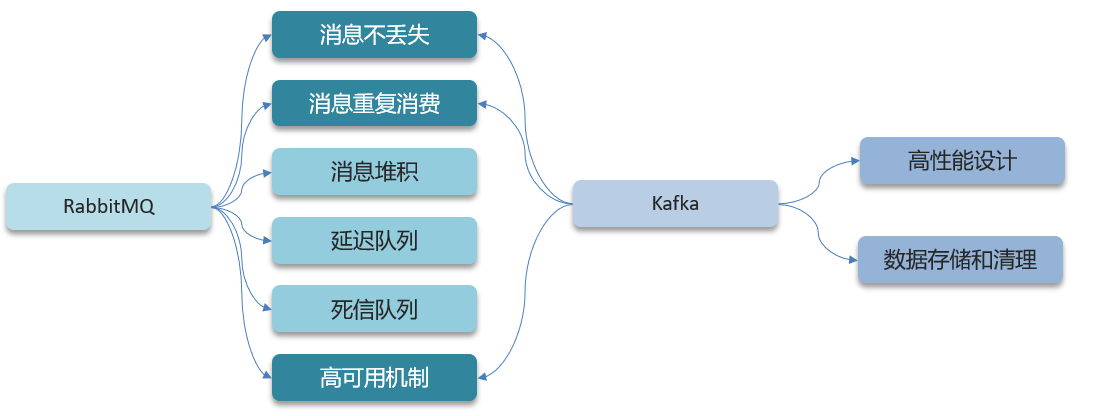 消息不丢失
消息重复消费
消息堆积
RabbitMQ
延迟队列
死信队列
高可用机制
Kafka
高性能设计
数据存储和清理